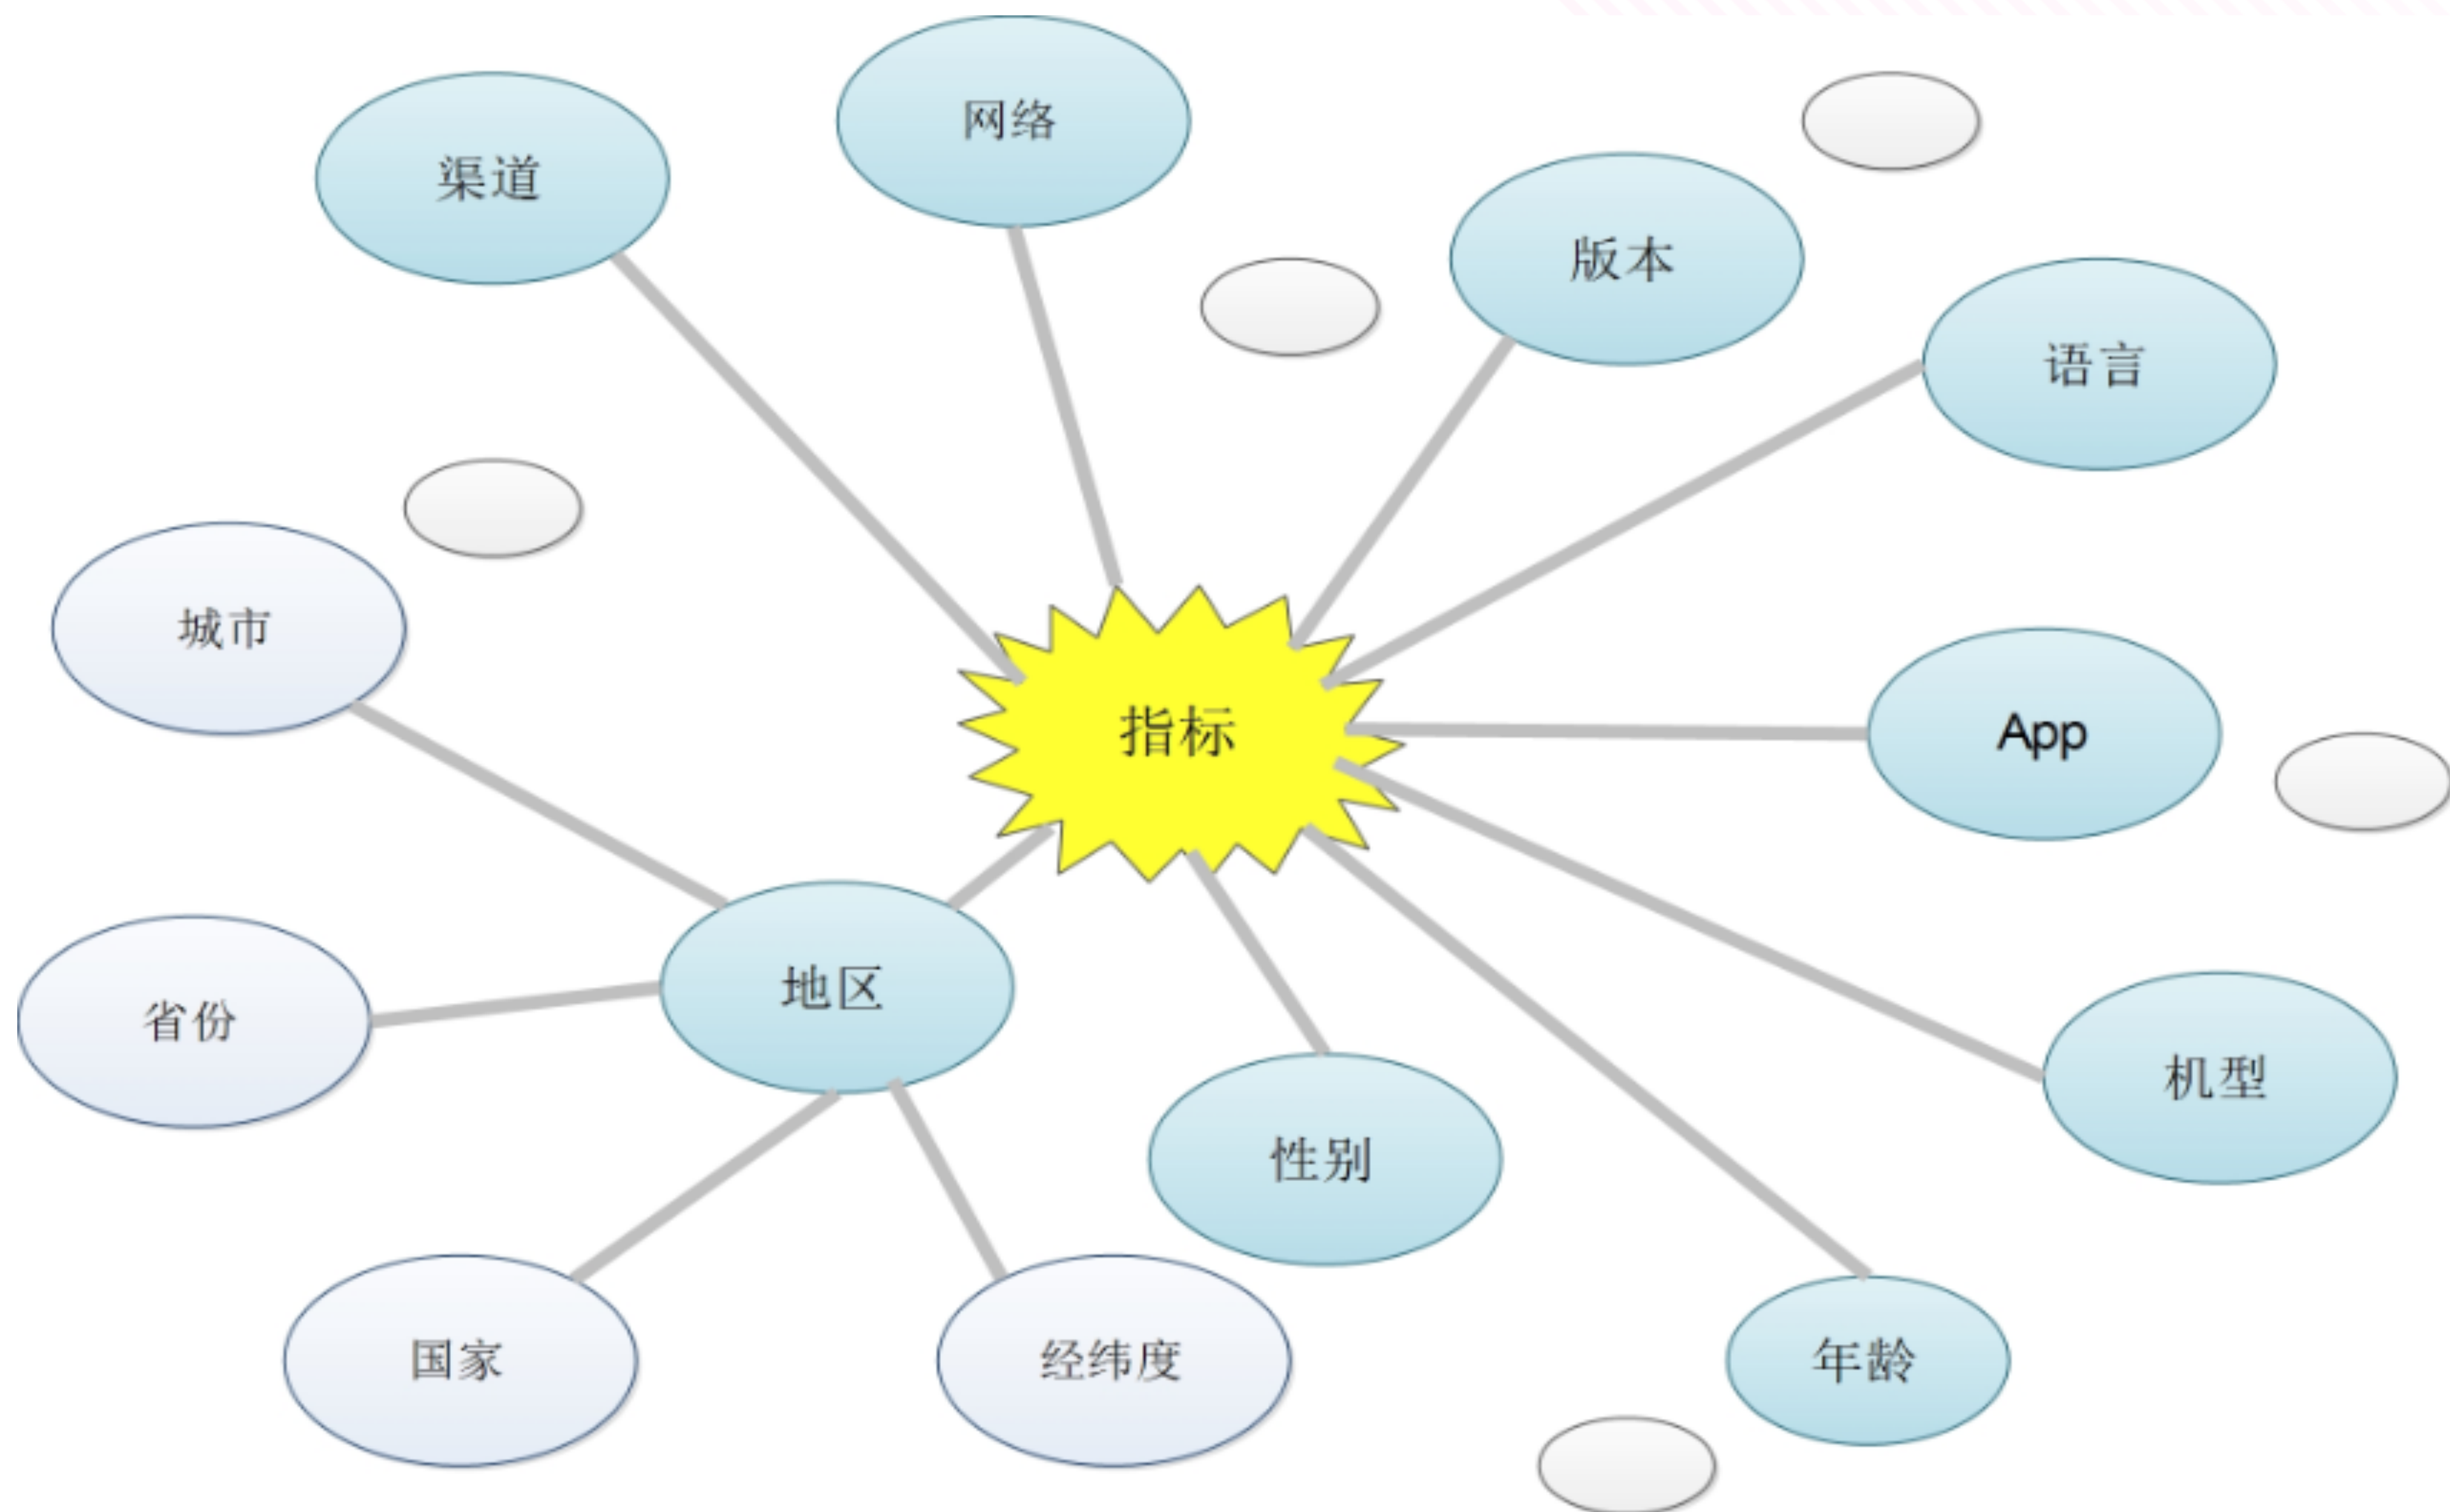 网络
渠道
版本
语言
城市
指标
App
地区
省份
机型
性别
国家
经纬度
年龄